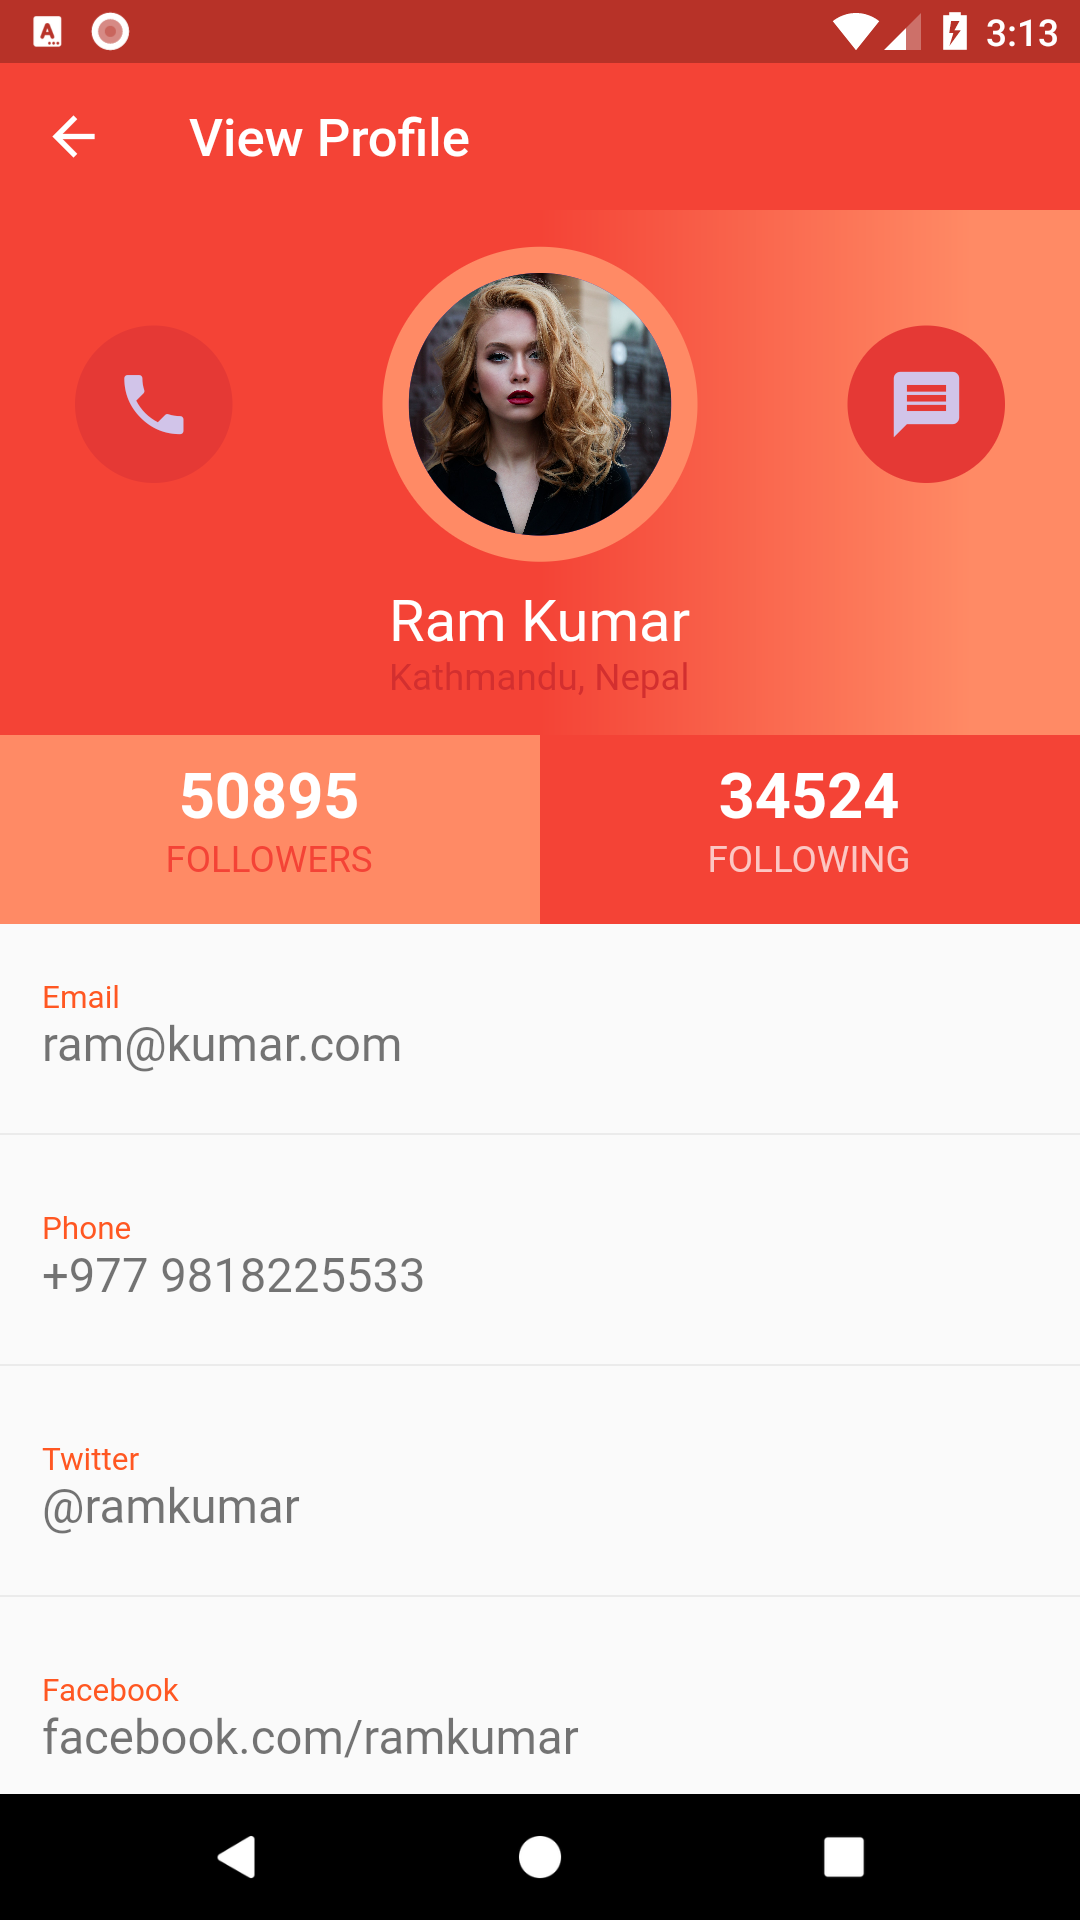 3:13
View Profile
Ram Kumar
Kathmandu, Nepal
50895
FOLLOWERS
34524
FOLLOWING
Email
ram@kumar.com
Phone
+977 9818225533
Twitter
@ramkumar
Facebook
facebook.com/ramkumar